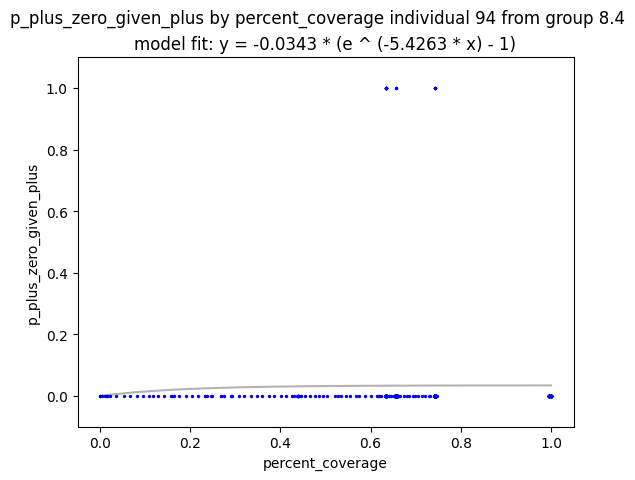 p_plus_zero_given_plus by percent_coverage individual 94 from group 8.4
model fit: y = -0.0343 * (e ^ (-5.4263 * x) - 1)
1.0
0.8
0.6
0.4
0.2
0.0
p_plus_zero_given_plus
0.0 0.2 0.4 0.6 0.8 1.0
percent_coverage